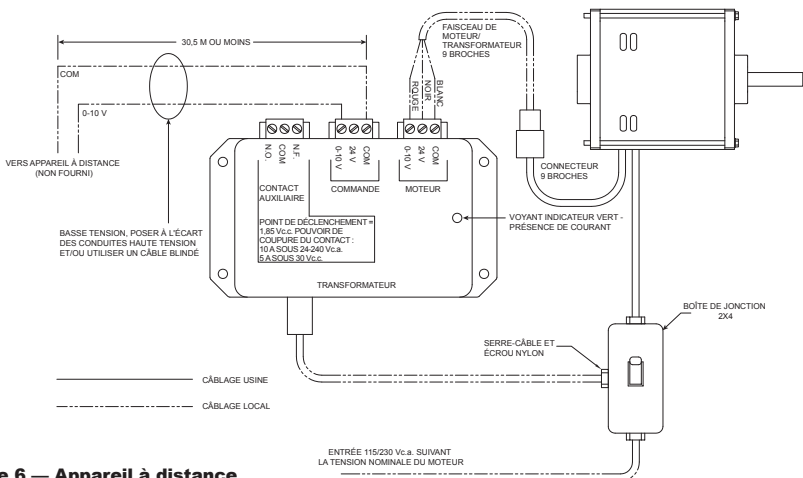 30,5 M OU MOINS
COM
0-10 V
VERS APPAREIL À DISTANCE
(NON FOURNI)
BASSE TENSION, POSER À L'ÉCART
DES CONDUITES HAUTE TENSION
ET/OU UTILISER UN CÂBLE BLINDÉ
FAISCEAU DE
MOTEUR/
TRANSFORMATEUR
9 BROCHES
ROUGE
NOIR
BLANC
N.O.
COM
N.F.
0-10 V
24 V
COM
0-10 V
24 V
COM
CONTACT
AUXILIAIRE
COMMANDE
MOTEUR
POINT DE DÉCLENCHEMENT =
1,85 Vc.c. POUVOIR DE
COUPURE DU CONTACT :
10 A SOUS 24-240 Vc.a.
5 A SOUS 30 Vc.c.
TRANSFORMATEUR
CONNECTEUR
9 BROCHES
VOYANT INDICATEUR VERT -
PRÉSENCE DE COURANT
BOÎTE DE JONCTION
2X4
SERRE-CÂBLE ET
ÉCROU NYLON
CÂBLAGE USINE
CÂBLAGE LOCAL
ENTRÉE 115/230 Vc.a. SUIVANT
LA TENSION NOMINALE DU MOTEUR
e 6 — Appareil à distance